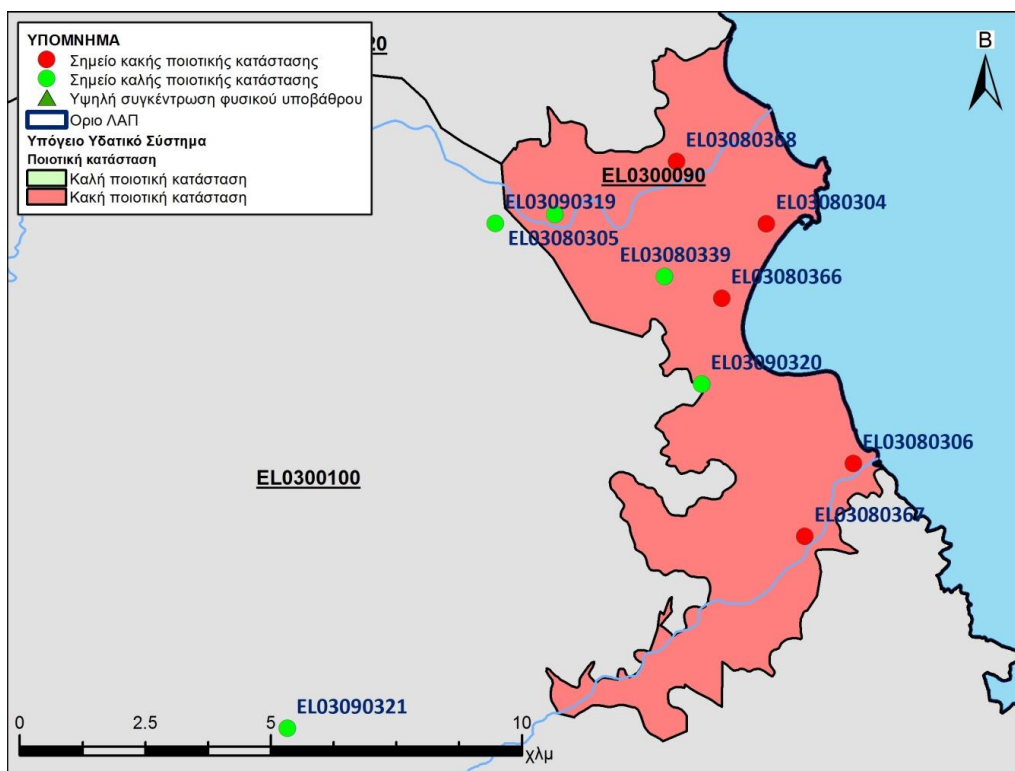 ΥΠΟΜΝΗΜΑ
Σημείο κακής ποιοτικής κατάστασης
Σημείο καλής ποιοτικής κατάστασης
Υψηλή συγκέντρωση φυσικού υποβάθρου
Οριο ΛΑΠ
Υπόγειο Υδατικό Σύστημα
Ποιοτική κατάσταση
Καλή ποιοτική κατάσταση
Κακή ποιοτική κατάσταση
20
Β
EL03080368
EL0300090
EL03090319
EL03080304
EL03080305
EL03080339
EL03080366
EL03090320
EL03080306
EL0300100
EL03080367
EL03090321
0 2.5 5 10
χλμ